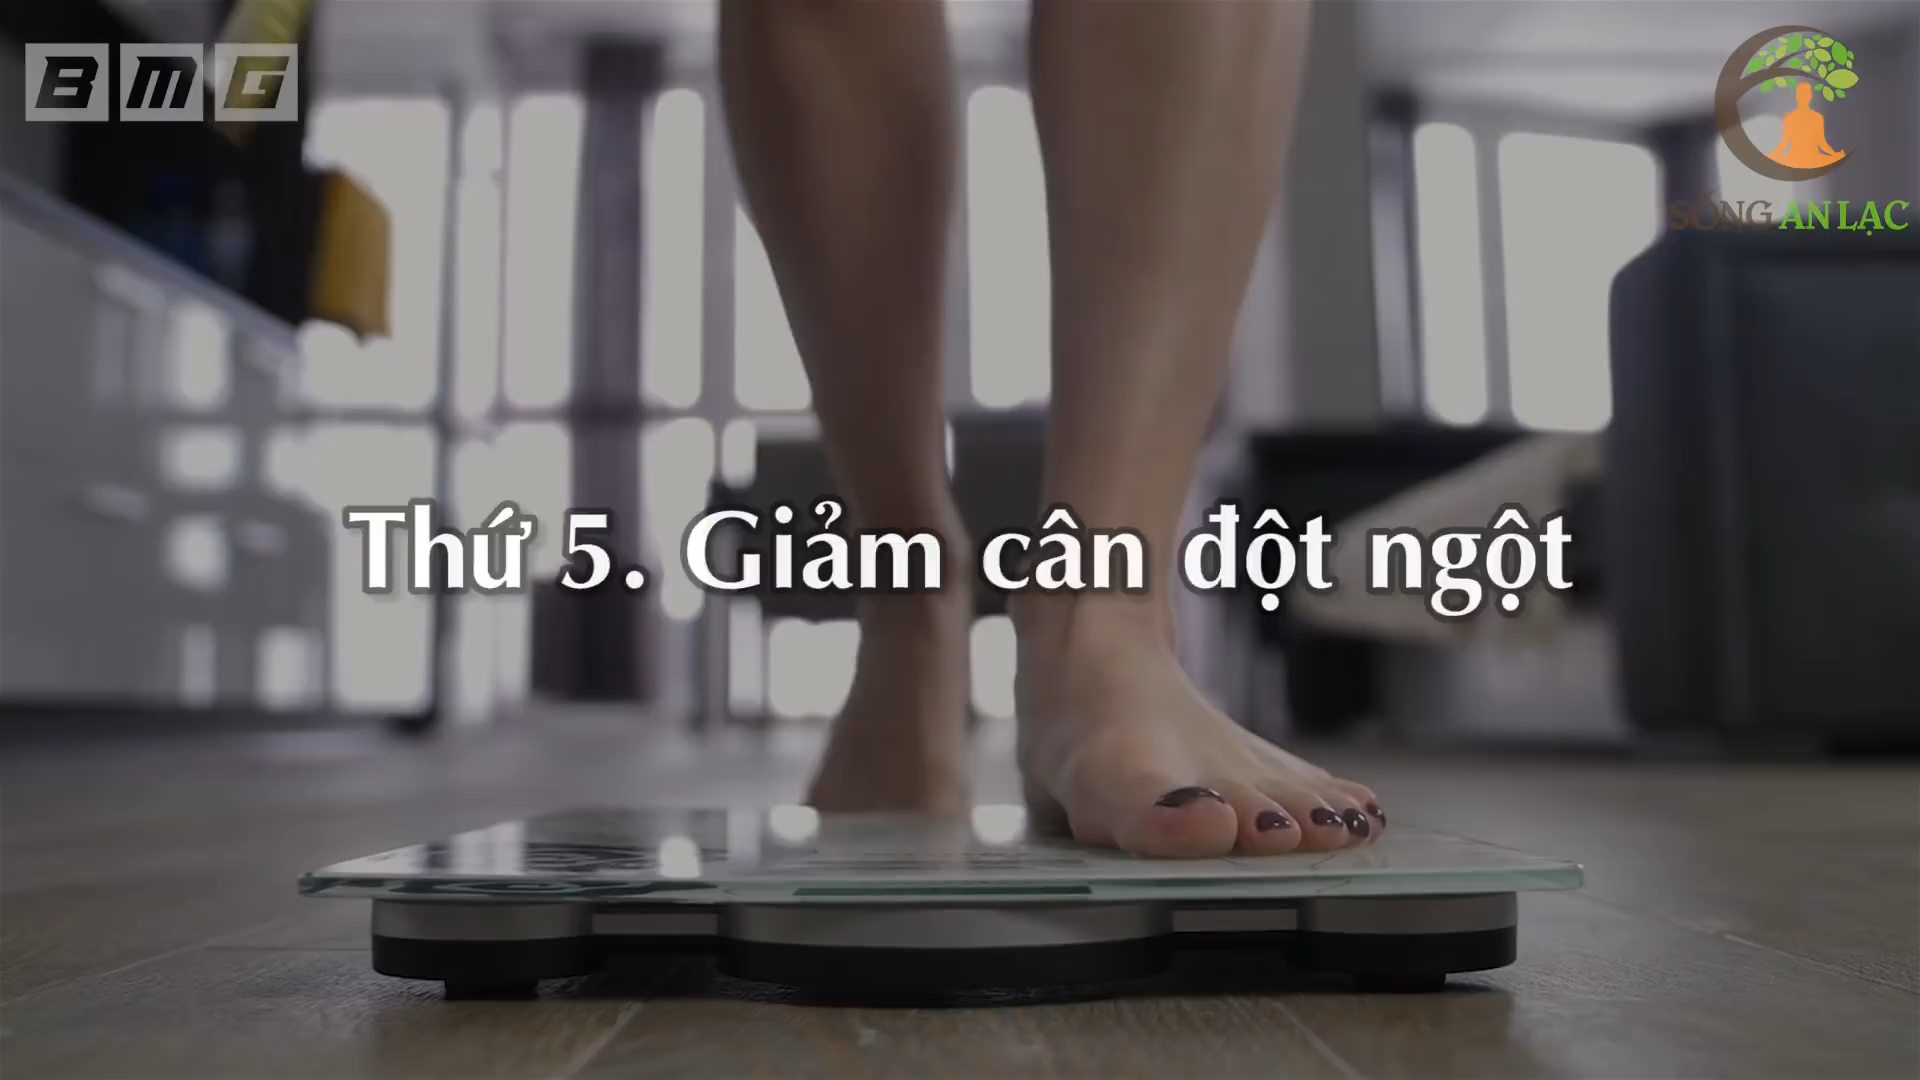 BMG
SỐNG AN LẠC
Thứ 5. Giảm cân đột ngột